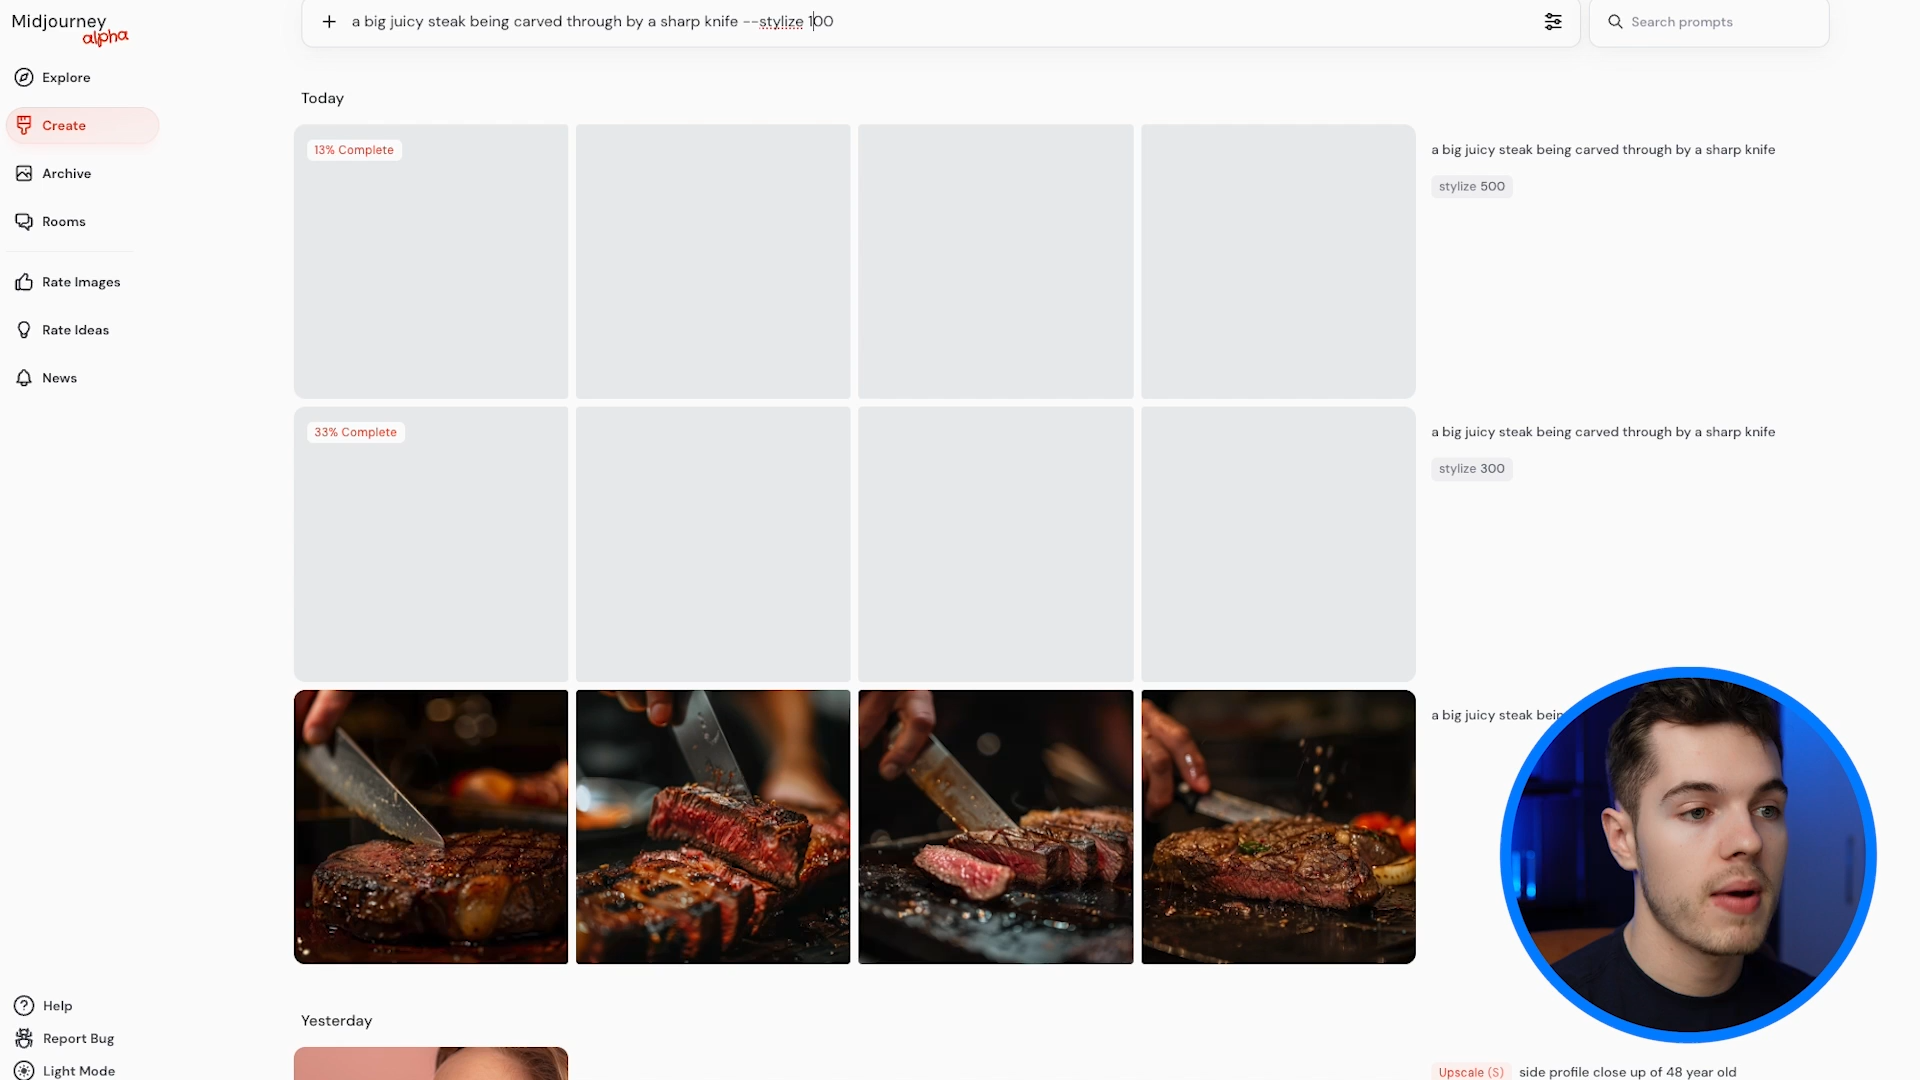 Midjourney
alpha
a big juicy steak being carved through by a sharp knife --stylize 100
Search prompts
Explore
Create
Archive
Rooms
Rate Images
Rate Ideas
News
Help
Report Bug
Light Mode
Today
13% Complete
a big juicy steak being carved through by a sharp knife
stylize 500
33% Complete
a big juicy steak being carved through by a sharp knife
stylize 300
a big juicy steak bein
Yesterday
Upscale (S) side profile close up of 48 year old